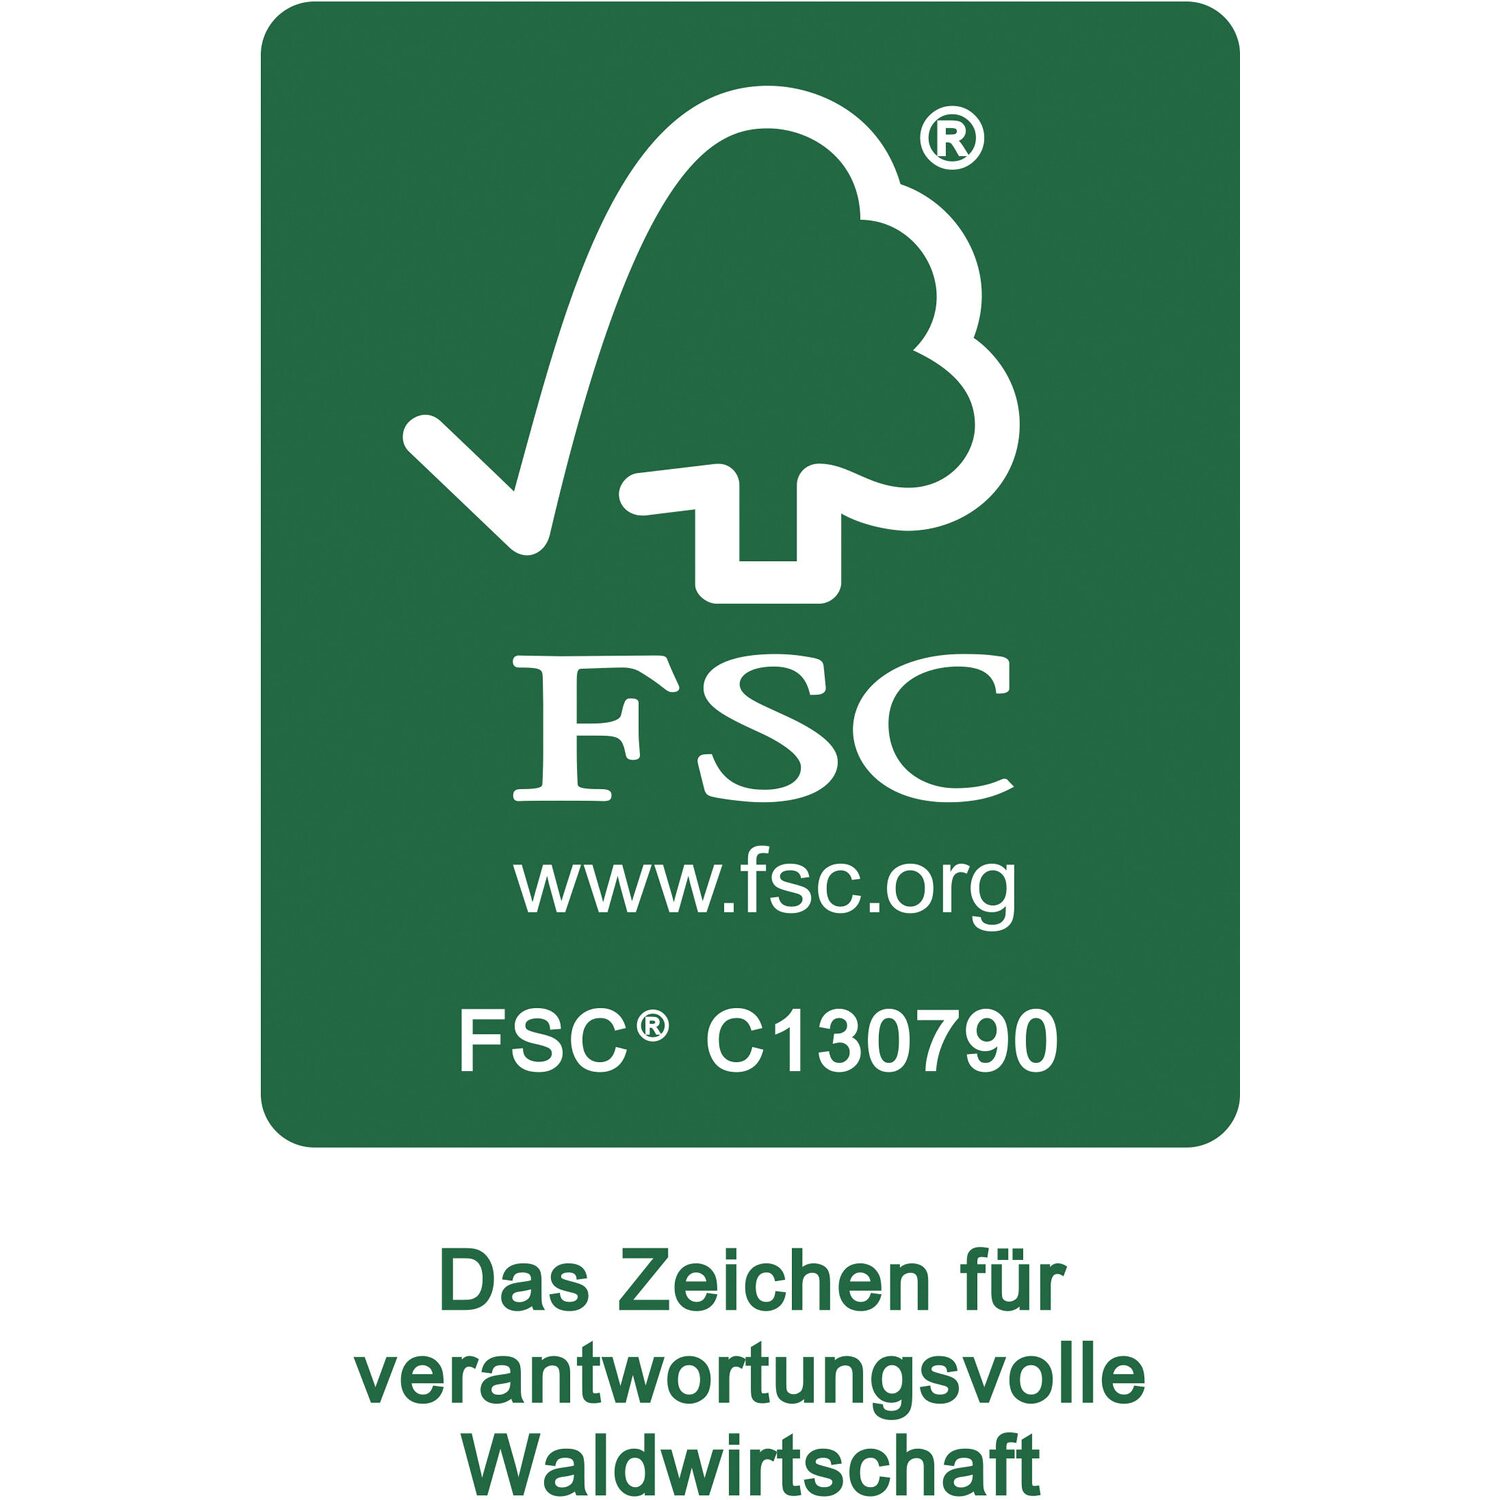 ®
FSC
www.fsc.org
FSC® C130790
Das Zeichen für
verantwortungsvolle
Waldwirtschaft